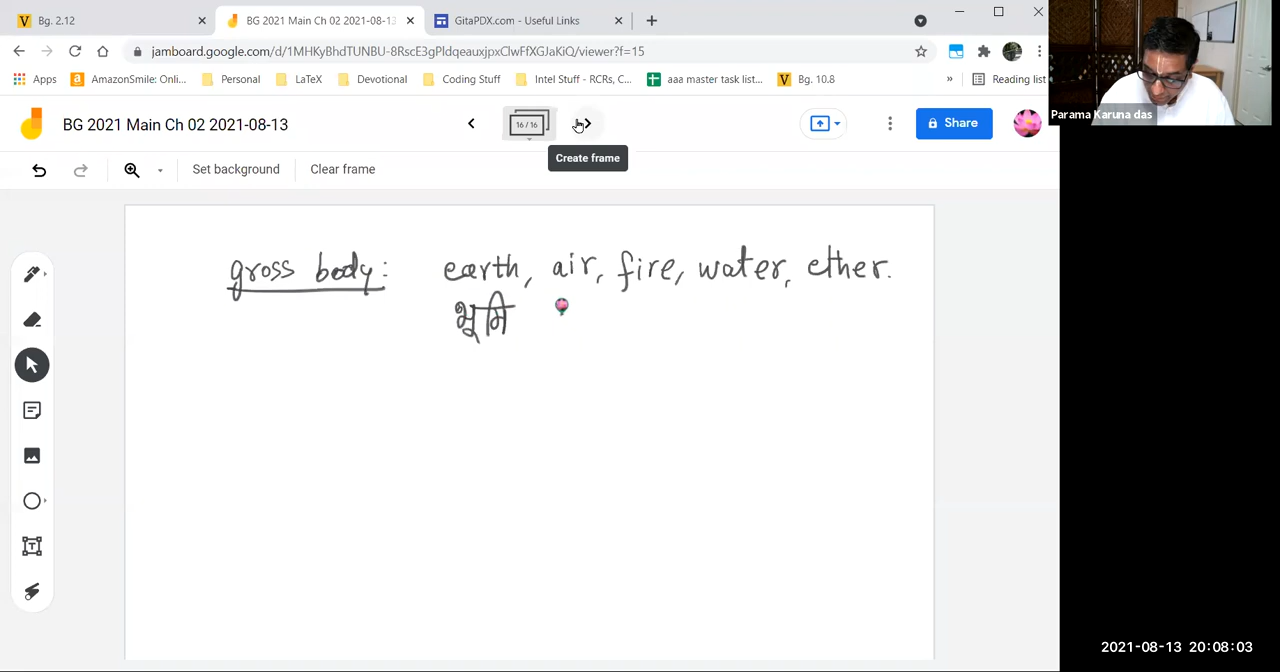 Bg. 2.12
BG 2021 Main Ch 02 2021-08-13
GitaPDX.com - Useful Links
jamboard.google.com/d/1MHKyBhdTUNBU-8RscE3gPldqeauxjpxClwFfXGJaKiQ/viewer?f=15
Apps AmazonSmile: Onli... Personal LaTeX Devotional Coding Stuff Intel Stuff - RCRs, C... aaa master task list... Bg. 10.8 » Reading list
Parama Karuna das
BG 2021 Main Ch 02 2021-08-13
16 / 16
Share
Create frame
Set background Clear frame
gross body: earth, air, fire, water, ether.
भूमि
2021-08-13 20:08:03